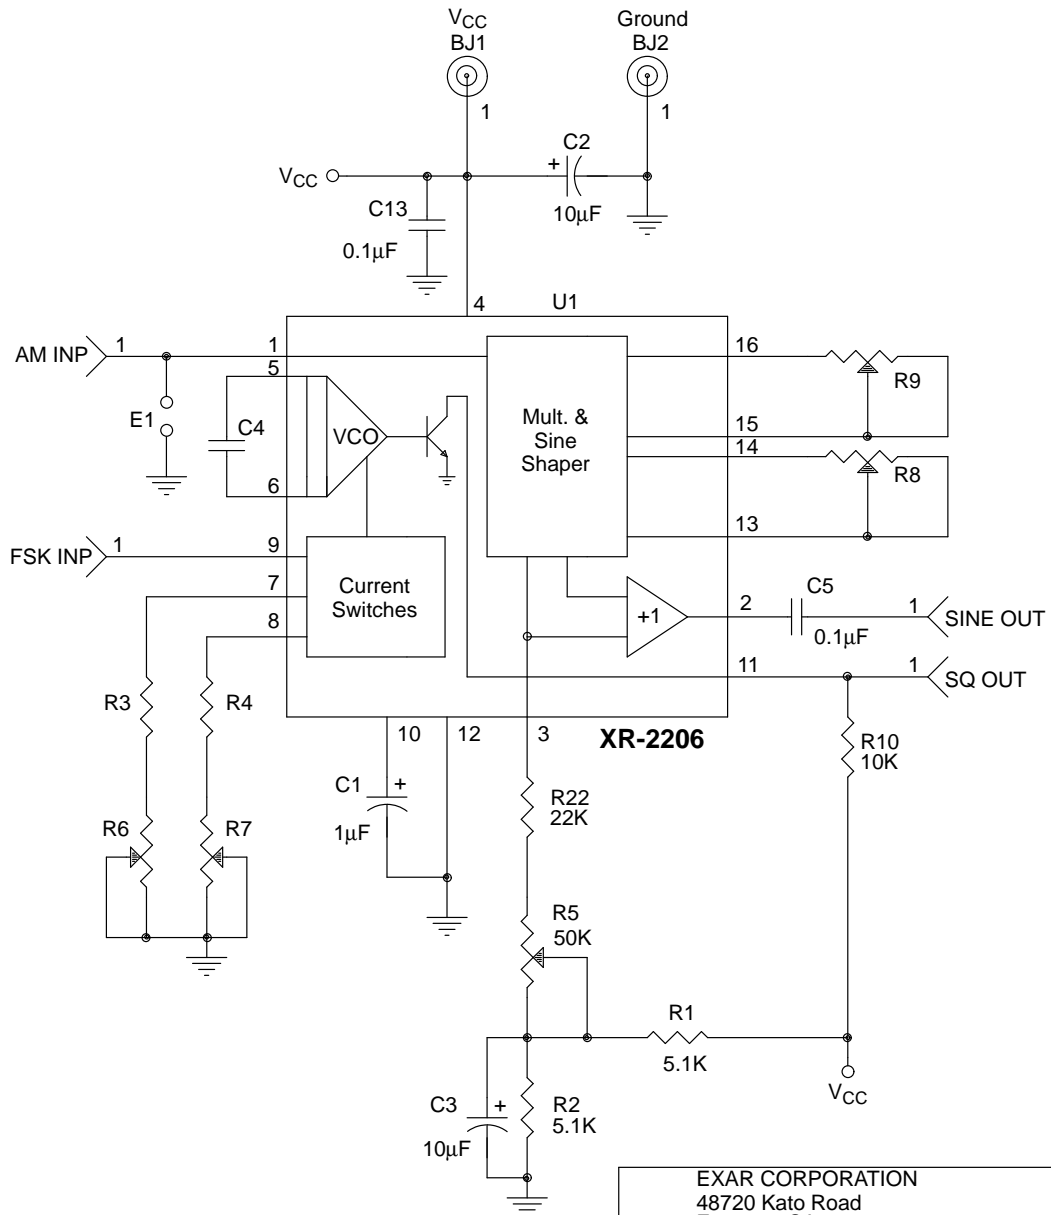 VCC
BJ1
Ground
BJ2
1
1
C2
+
10µF
VCC
C13
0.1µF
4
U1
AM INP
1
1
5
E1
C4
6
VCO
Mult. &
Sine
Shaper
16
R9
15
14
R8
13
FSK INP
1
9
7
8
Current
Switches
+1
2
C5
0.1µF
1
SINE OUT
11
1
SQ OUT
R3
R4
10
12
3
XR-2206
R10
10K
C1
+
1µF
R22
22K
R6
R7
R5
50K
R1
5.1K
VCC
C3
+
10µF
R2
5.1K
EXAR CORPORATION
48720 Kato Road